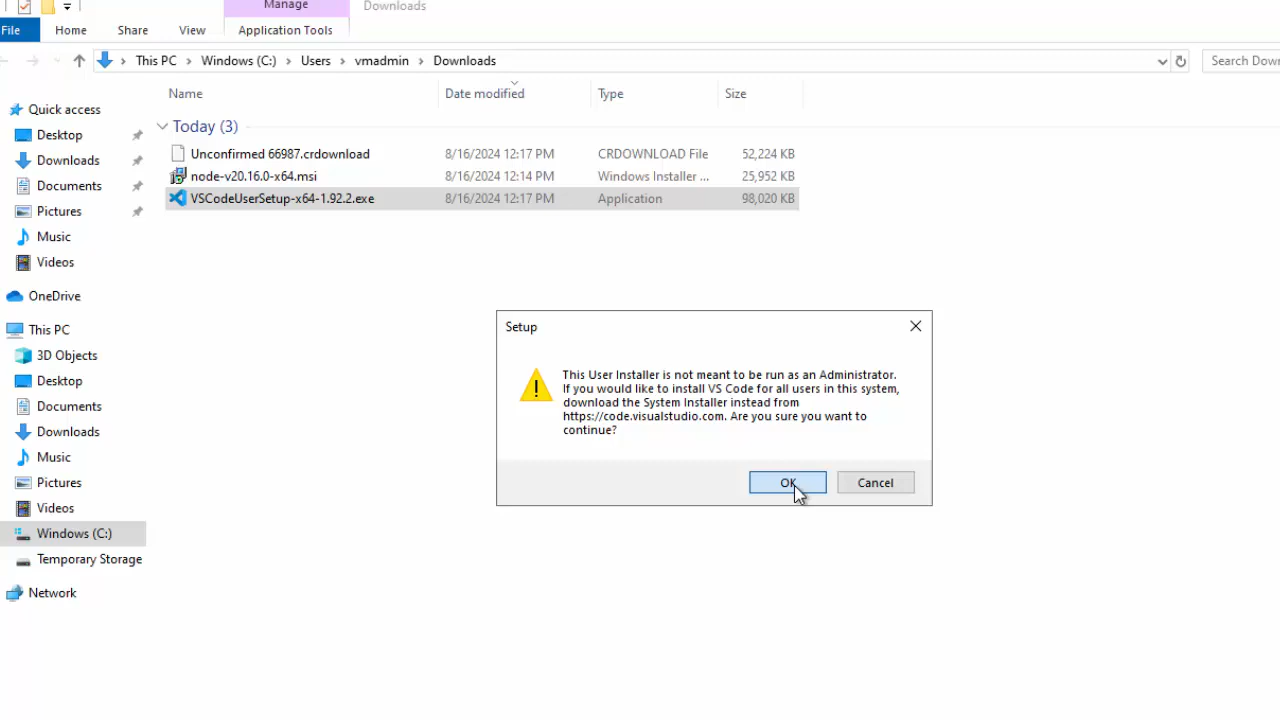 Manage
Downloads
File
Home
Share
View
Application Tools
This PC
Windows (C:)
Users
vmadmin
Downloads
Search Down
Name
Date modified
Type
Size
Today (3)
Unconfirmed 66987.crdownload 8/16/2024 12:17 PM CRDOWNLOAD File 52,224 KB
node-v20.16.0-x64.msi 8/16/2024 12:14 PM Windows Installer ... 25,952 KB
VSCodeUserSetup-x64-1.92.2.exe 8/16/2024 12:17 PM Application 98,020 KB
Quick access
Desktop
Downloads
Documents
Pictures
Music
Videos
OneDrive
This PC
3D Objects
Desktop
Documents
Downloads
Music
Pictures
Videos
Windows (C:)
Temporary Storage
Network
Setup
This User Installer is not meant to be run as an Administrator.
If you would like to install VS Code for all users in this system,
download the System Installer instead from
https://code.visualstudio.com. Are you sure you want to
continue?
OK
Cancel